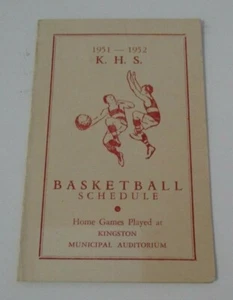 1951 — 1952
K. H. S.
BASKETBALL
SCHEDULE
Home Games Played at
KINGSTON
MUNICIPAL AUDITORIUM